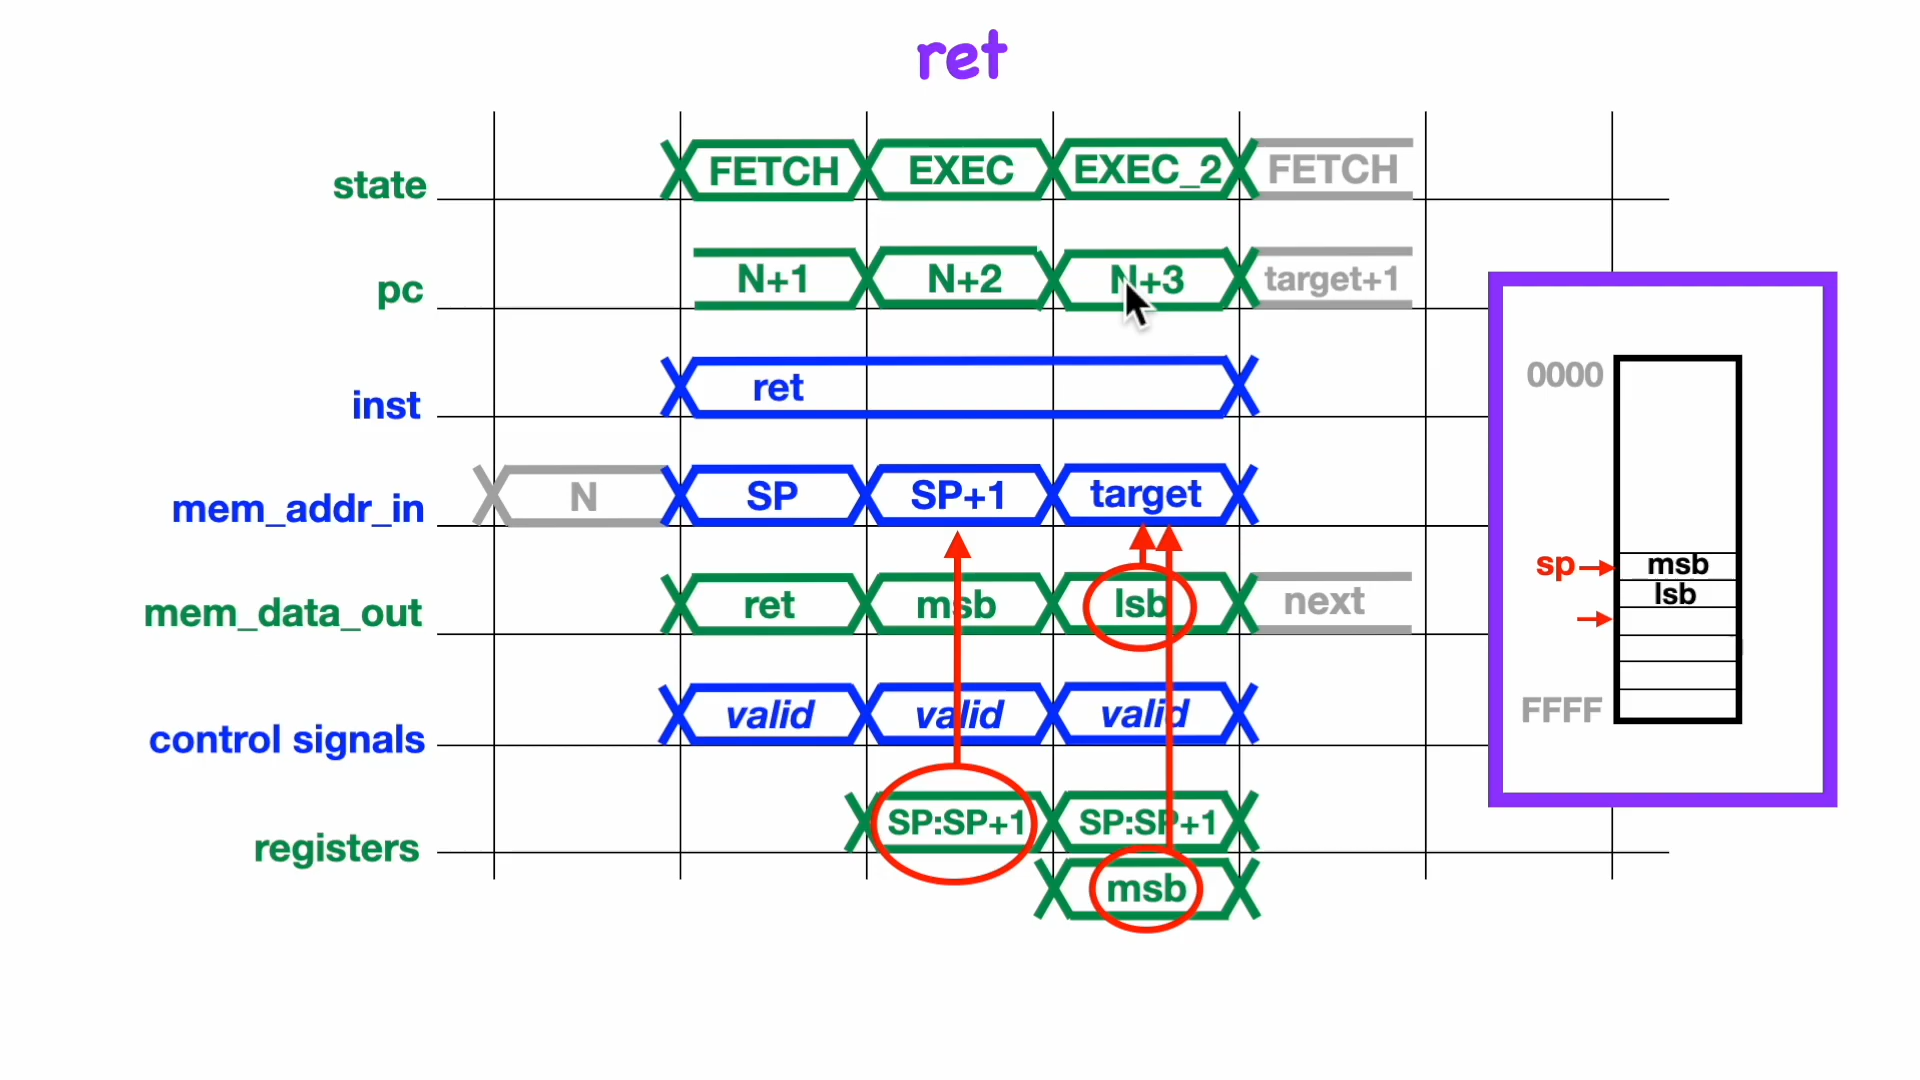 ret
state FETCH EXEC EXEC_2 FETCH
pc N+1 N+2 N+3 target+1
inst ret
mem_addr_in N SP SP+1 target
mem_data_out ret msb lsb next
control signals valid valid valid
registers SP:SP+1 SP:SP+1
msb
0000
sp msb
lsb
FFFF